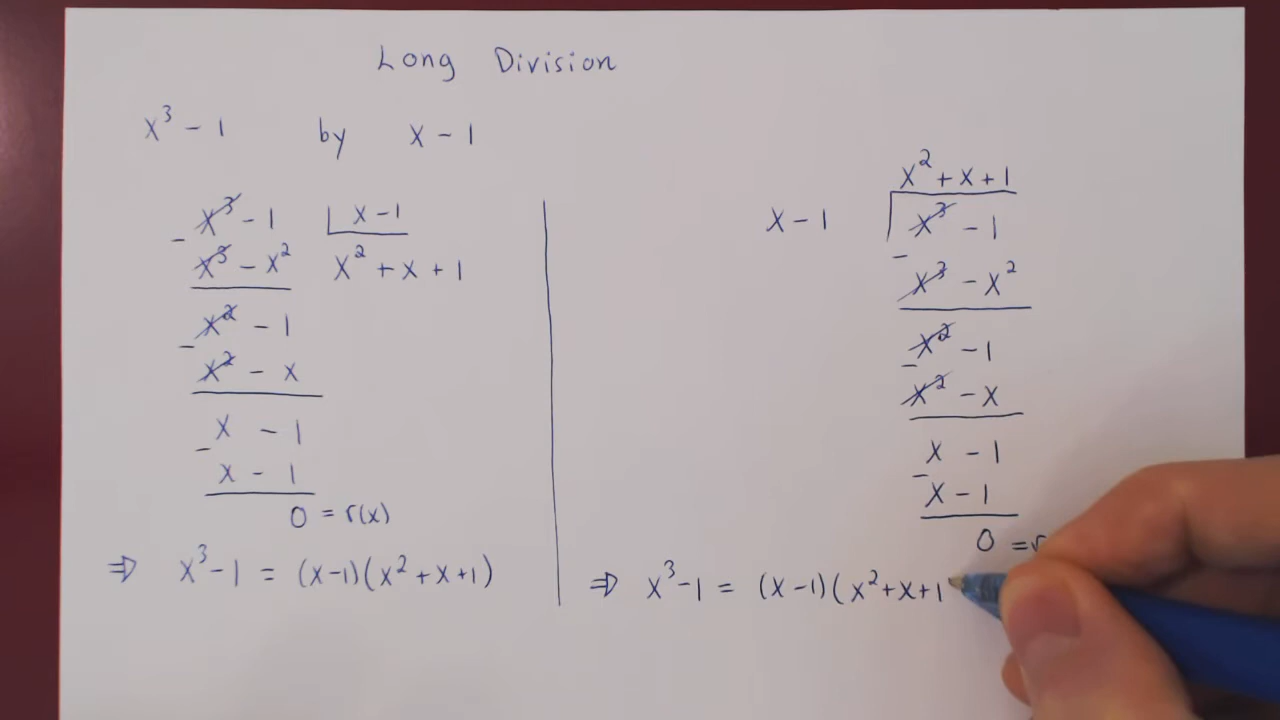 Long Division
x³ - 1 by x - 1
- x³ - 1 | x - 1
x³ - x² x² + x + 1
- x² - 1
x² - x
- x - 1
x - 1
0 = r(x)
⇒ x³ - 1 = (x-1)(x² + x + 1)
x² + x + 1
x - 1 x³ - 1
- x³ - x²
x² - 1
- x² - x
x - 1
- x - 1
0 = r
⇒ x³ - 1 = (x - 1)(x² + x + 1